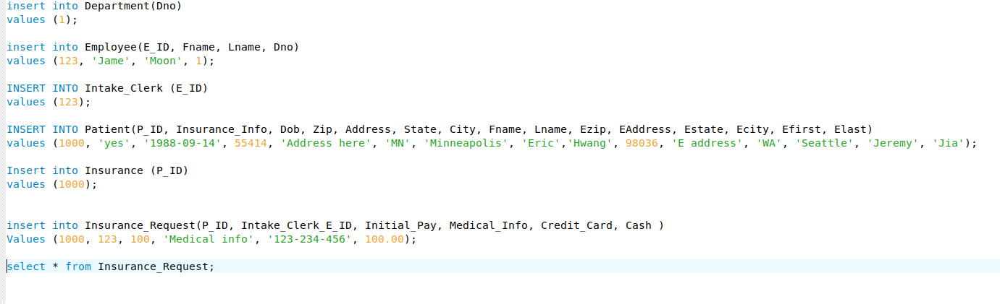 insert into Department(Dno)
values (1);
insert into Employee(E_ID, Fname, Lname, Dno)
values (123, 'Jame', 'Moon', 1);
INSERT INTO Intake_Clerk (E_ID)
values (123);
INSERT INTO Patient(P_ID, Insurance_Info, Dob, Zip, Address, State, City, Fname, Lname, Ezip, EAddress, Estate, Ecity, Efirst, Elast)
values (1000, 'yes', '1988-09-14', 55414, 'Address here', 'MN', 'Minneapolis', 'Eric','Hwang', 98036, 'E address', 'WA', 'Seattle', 'Jeremy', 'Jia');
Insert into Insurance (P_ID)
values (1000);
insert into Insurance_Request(P_ID, Intake_Clerk_E_ID, Initial_Pay, Medical_Info, Credit_Card, Cash )
Values (1000, 123, 100, 'Medical info', '123-234-456', 100.00);
select * from Insurance_Request;